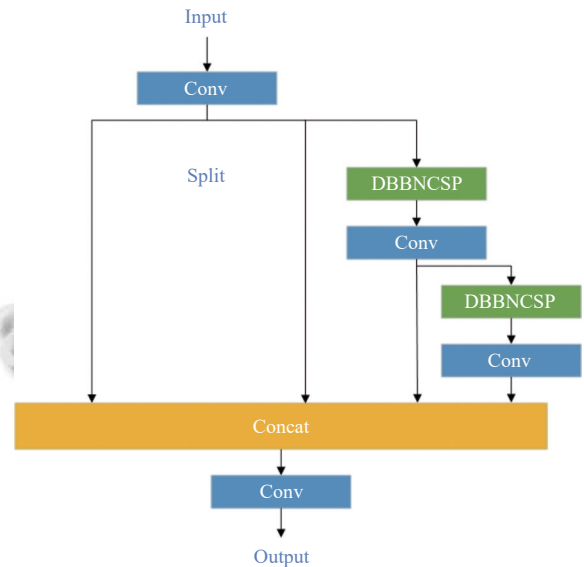 Input
Conv
Split
DBBNCSP
Conv
DBBNCSP
Conv
Concat
Conv
Output